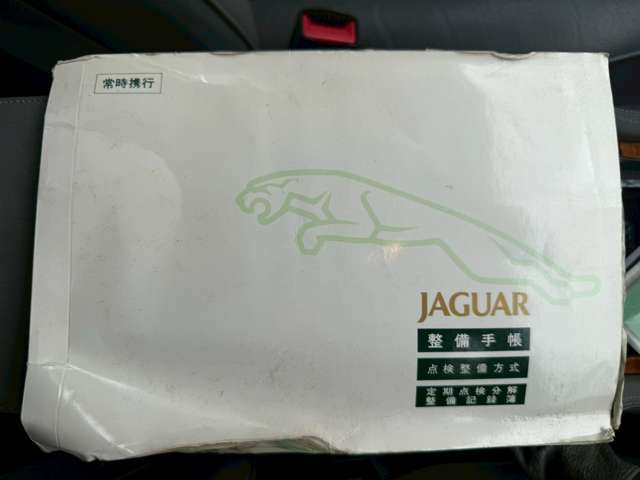 常時携行
JAGUAR
整備手帳
点検整備方式
定期点検分解
整備記録簿